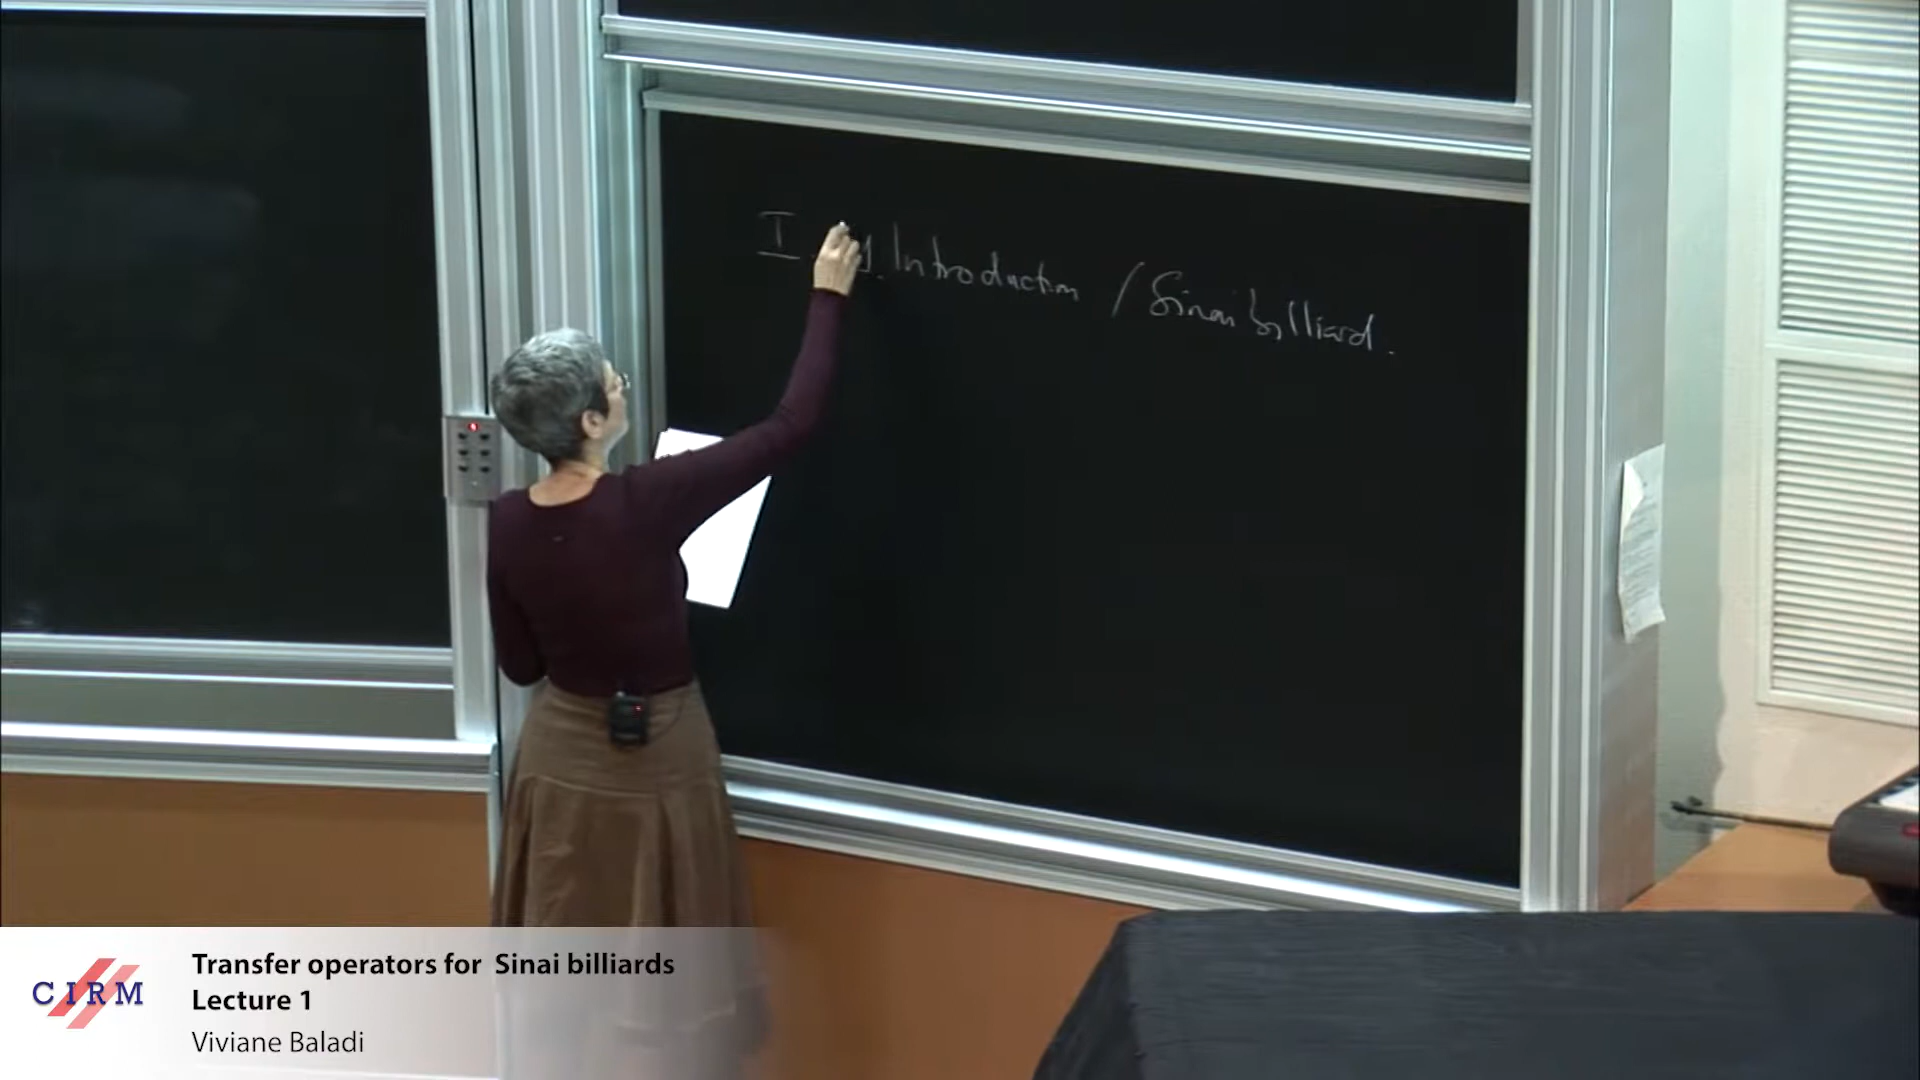 I. 1. Introduction / Sinai billiard.
CIRM
Transfer operators for Sinai billiards
Lecture 1
Viviane Baladi